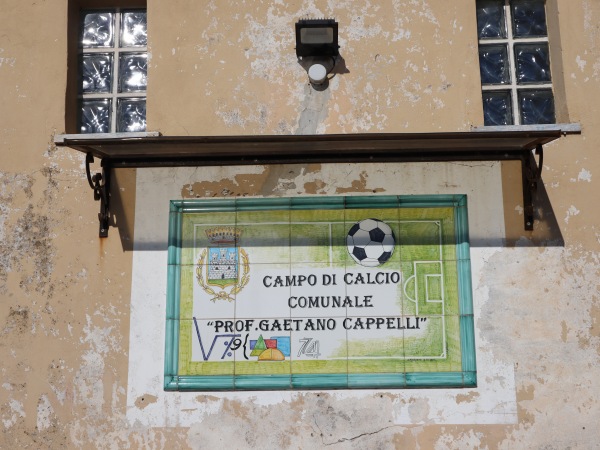 CAMPO DI CALCIO
COMUNALE
"PROF.GAETANO CAPPELLI"